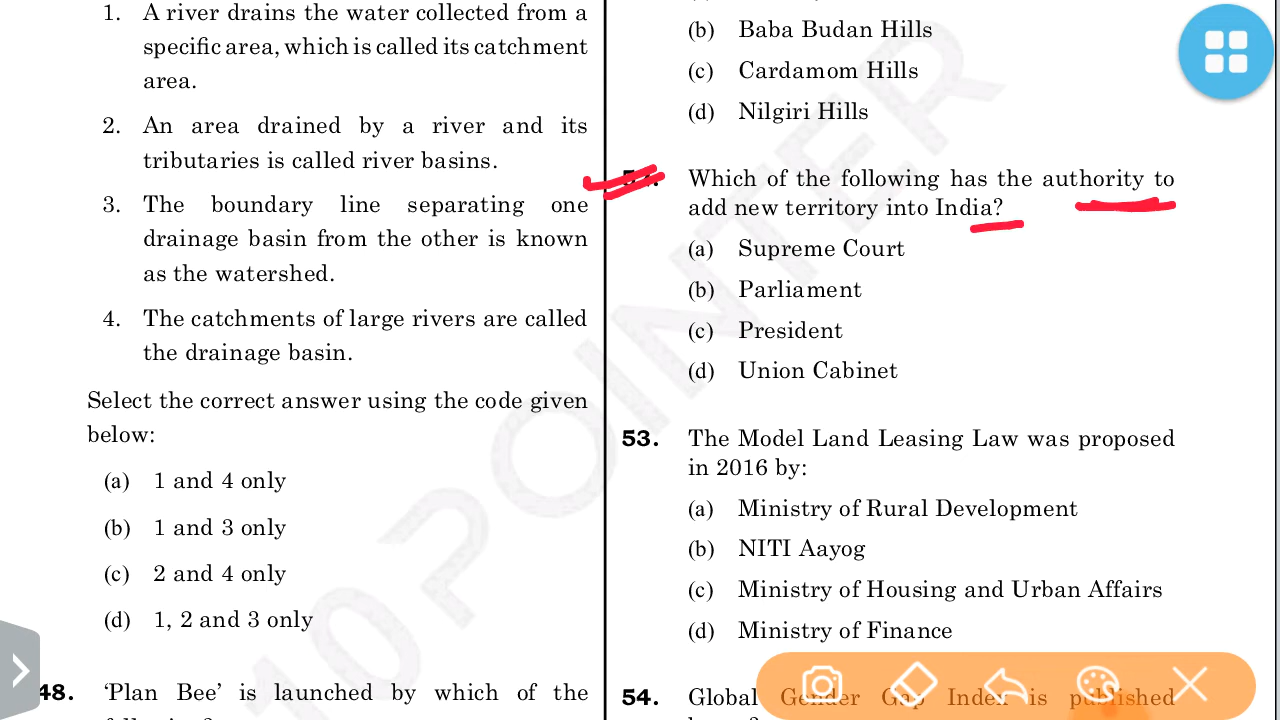 1. A river drains the water collected from a
specific area, which is called its catchment
area.
2. An area drained by a river and its
tributaries is called river basins.
3. The boundary line separating one
drainage basin from the other is known
as the watershed.
4. The catchments of large rivers are called
the drainage basin.
Select the correct answer using the code given
below:
(a) 1 and 4 only
(b) 1 and 3 only
(c) 2 and 4 only
(d) 1, 2 and 3 only
48. 'Plan Bee' is launched by which of the
(b) Baba Budan Hills
(c) Cardamom Hills
(d) Nilgiri Hills
Which of the following has the authority to
add new territory into India?
(a) Supreme Court
(b) Parliament
(c) President
(d) Union Cabinet
53. The Model Land Leasing Law was proposed
in 2016 by:
(a) Ministry of Rural Development
(b) NITI Aayog
(c) Ministry of Housing and Urban Affairs
(d) Ministry of Finance
54. Global Gender Gap Index is published
10 POINTER